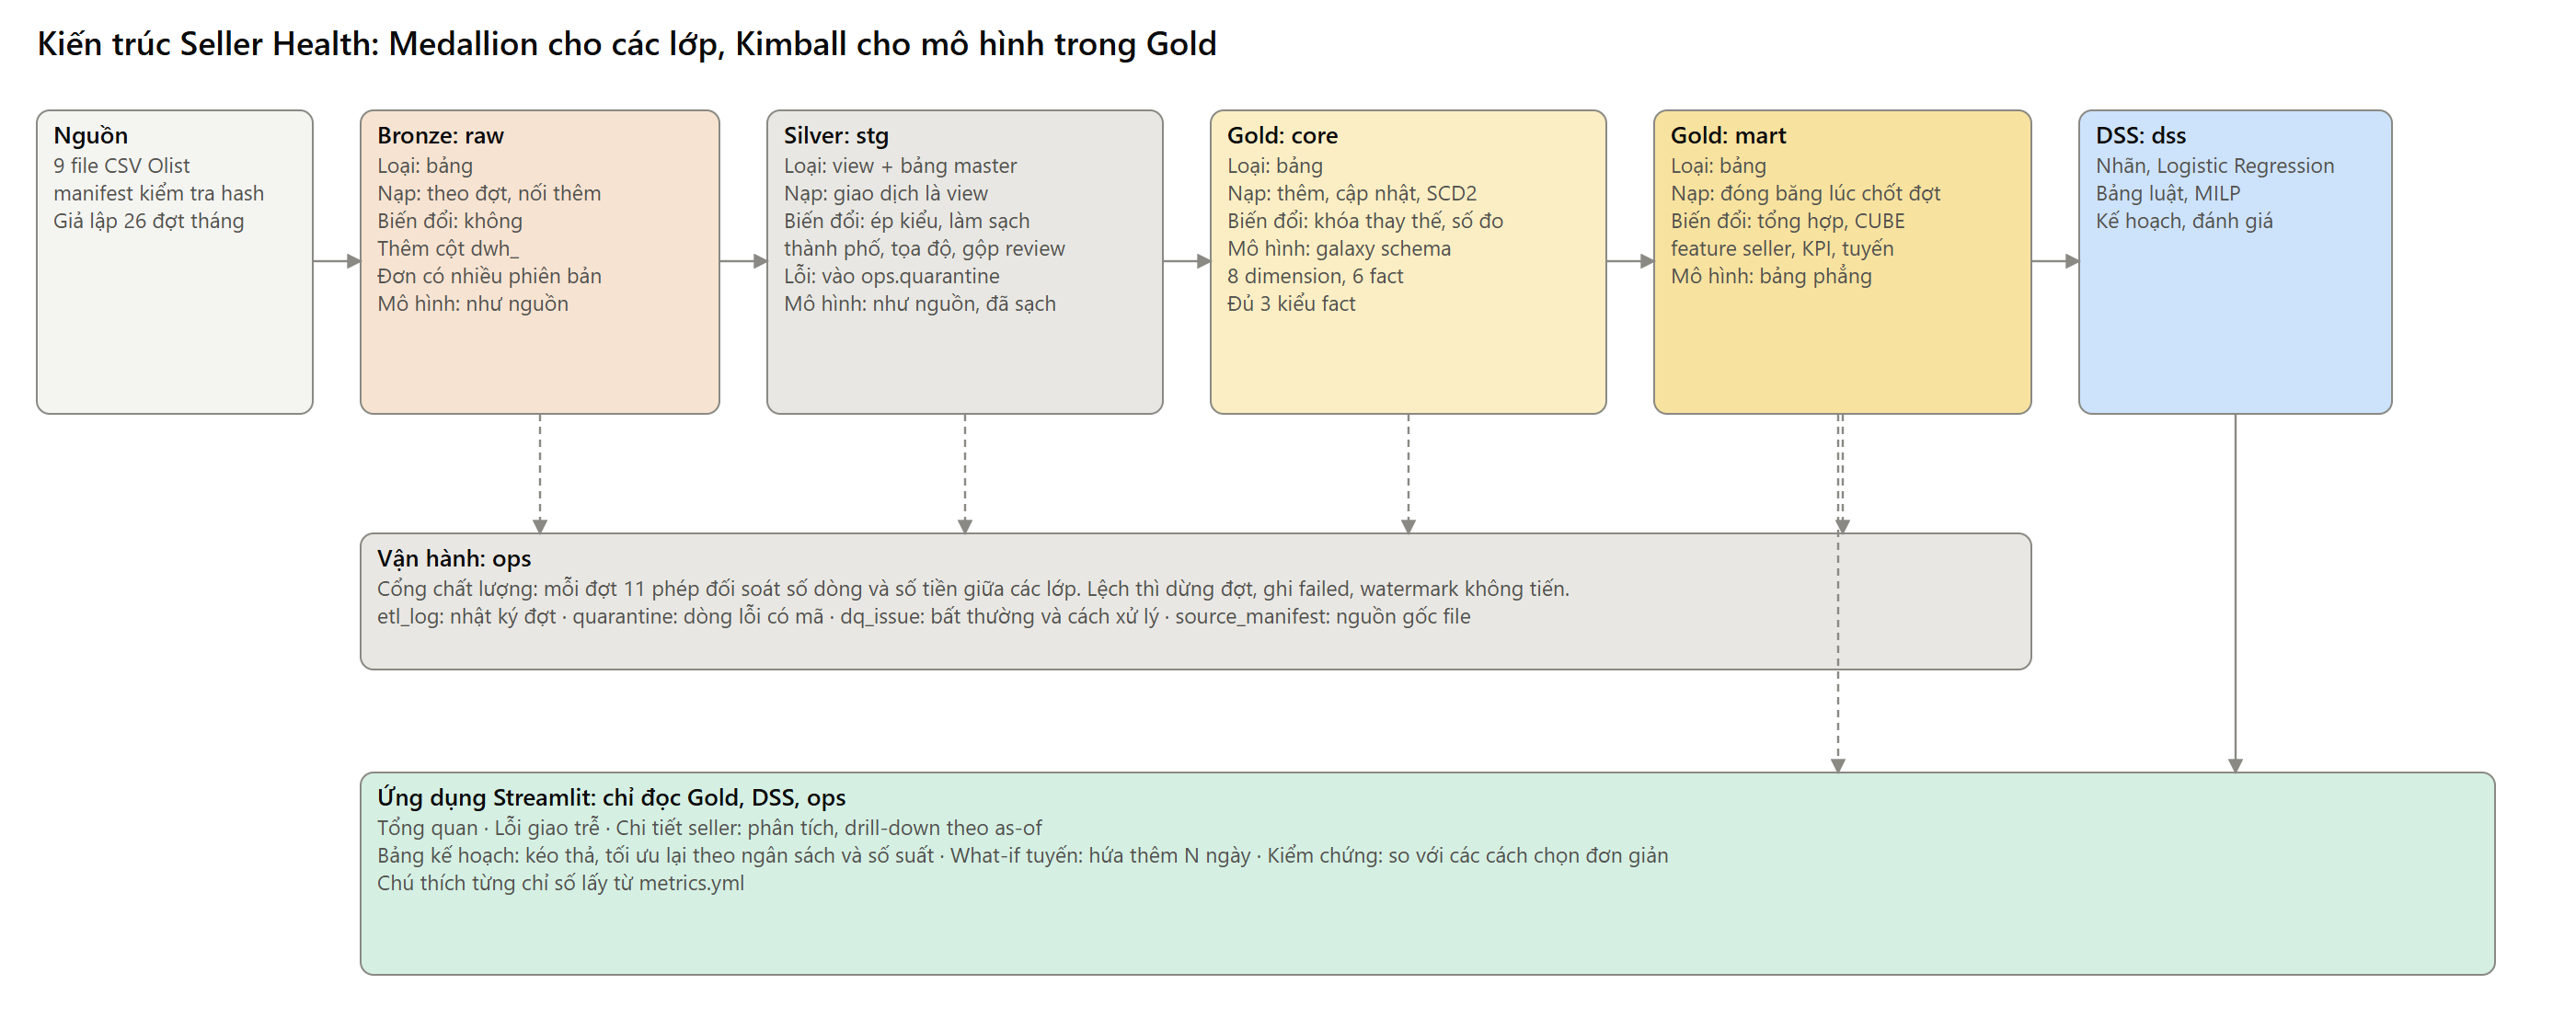 Kiến trúc Seller Health: Medallion cho các lớp, Kimball cho mô hình trong Gold
Nguồn
9 file CSV Olist
manifest kiểm tra hash
Giả lập 26 đợt tháng
Bronze: raw
Loại: bảng
Nạp: theo đợt, nối thêm
Biến đổi: không
Thêm cột dwh_
Đơn có nhiều phiên bản
Mô hình: như nguồn
Silver: stg
Loại: view + bảng master
Nạp: giao dịch là view
Biến đổi: ép kiểu, làm sạch
thành phố, tọa độ, gộp review
Lỗi: vào ops.quarantine
Mô hình: như nguồn, đã sạch
Gold: core
Loại: bảng
Nạp: thêm, cập nhật, SCD2
Biến đổi: khóa thay thế, số đo
Mô hình: galaxy schema
8 dimension, 6 fact
Đủ 3 kiểu fact
Gold: mart
Loại: bảng
Nạp: đóng băng lúc chốt đợt
Biến đổi: tổng hợp, CUBE
feature seller, KPI, tuyến
Mô hình: bảng phẳng
DSS: dss
Nhãn, Logistic Regression
Bảng luật, MILP
Kế hoạch, đánh giá
Vận hành: ops
Cổng chất lượng: mỗi đợt 11 phép đối soát số dòng và số tiền giữa các lớp. Lệch thì dừng đợt, ghi failed, watermark không tiến.
etl_log: nhật ký đợt · quarantine: dòng lỗi có mã · dq_issue: bất thường và cách xử lý · source_manifest: nguồn gốc file
Ứng dụng Streamlit: chỉ đọc Gold, DSS, ops
Tổng quan · Lỗi giao trễ · Chi tiết seller: phân tích, drill-down theo as-of
Bảng kế hoạch: kéo thả, tối ưu lại theo ngân sách và số suất · What-if tuyến: hứa thêm N ngày · Kiểm chứng: so với các cách chọn đơn giản
Chú thích từng chỉ số lấy từ metrics.yml